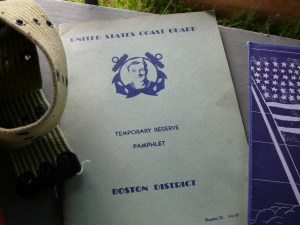 UNITED STATES COAST GUARD
TEMPORARY RESERVE
PAMPHLET
BOSTON DISTRICT